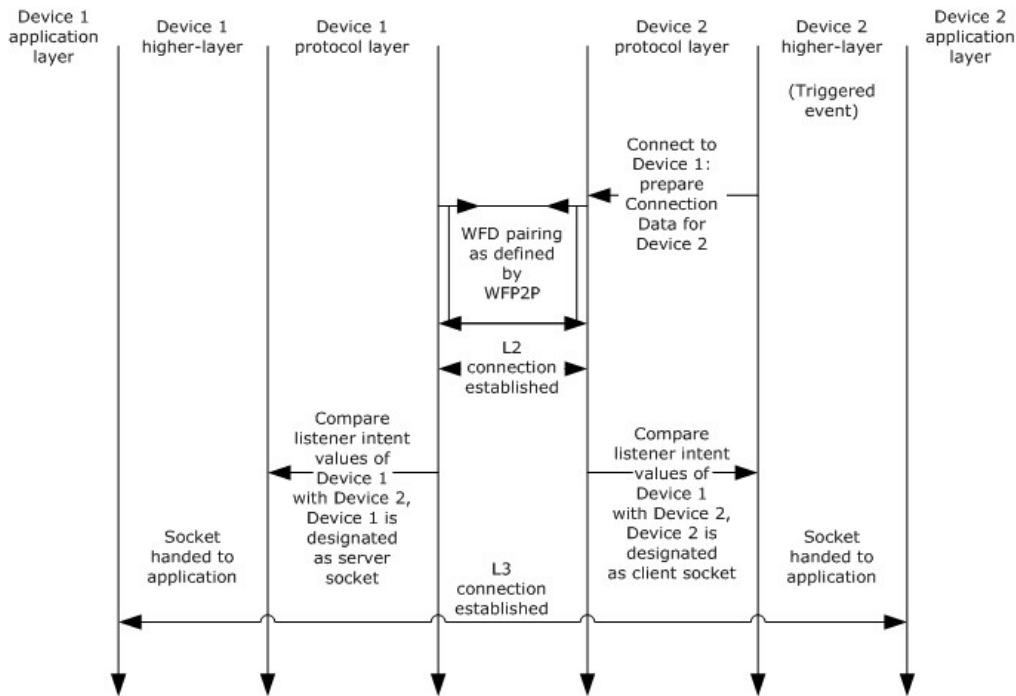 Device 1
application
layer
Device 1
higher-layer
Device 1
protocol layer
Device 2
protocol layer
Device 2
higher-layer
Device 2
application
layer
(Triggered
event)
Connect to
Device 1:
prepare
Connection
Data for
Device 2
WFD pairing
as defined
by
WFP2P
L2
connection
established
Compare
listener intent
values of
Device 1
with Device 2,
Device 1 is
designated
as server
socket
Compare
listener intent
values of
Device 1
with Device 2,
Device 2 is
designated
as client socket
Socket
handed to
application
L3
connection
established
Socket
handed to
application